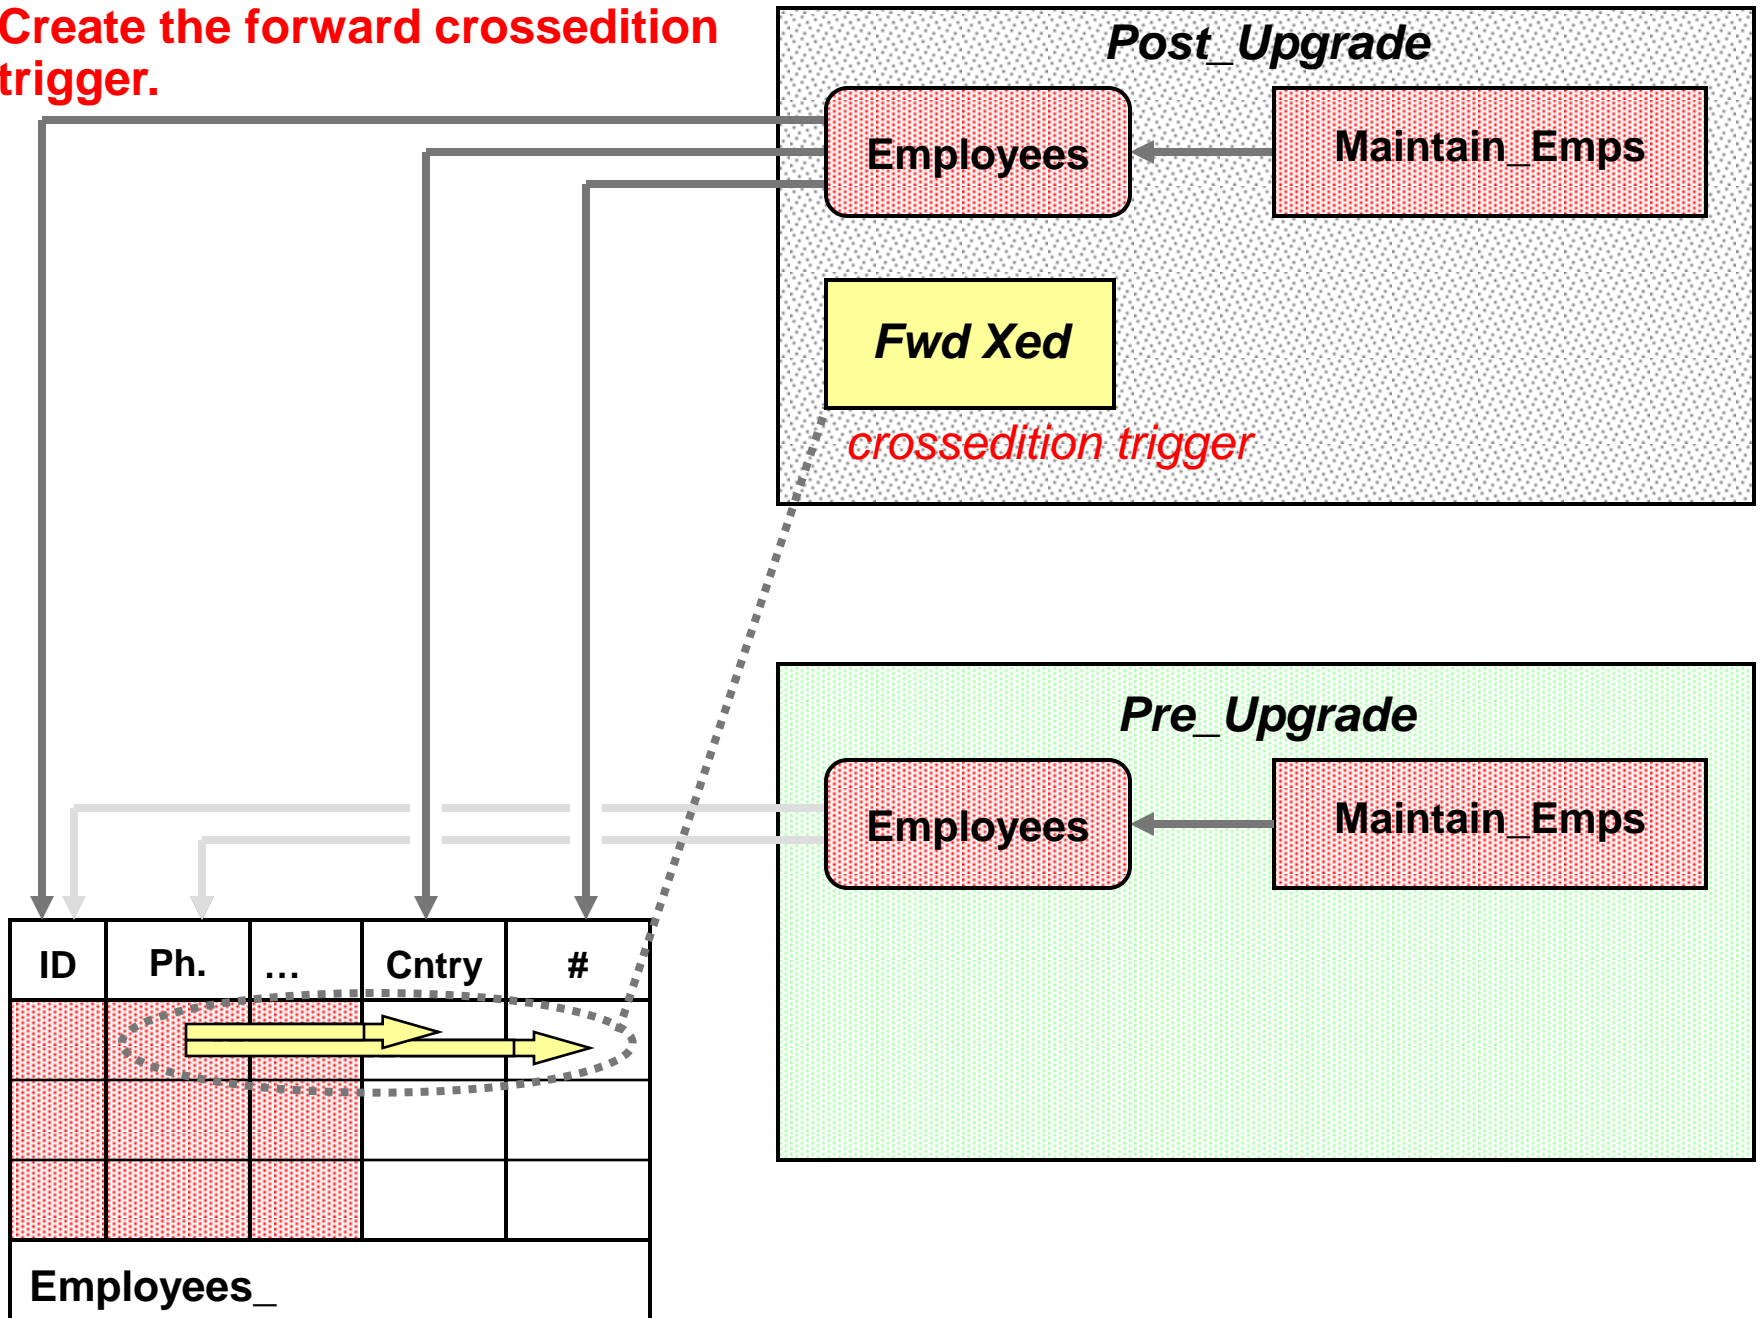 Create the forward crossedition
trigger.
Post_Upgrade
Employees
Maintain_Emps
Fwd Xed
crossedition trigger
Pre_Upgrade
Employees
Maintain_Emps
ID Ph. … Cntry #
Employees_